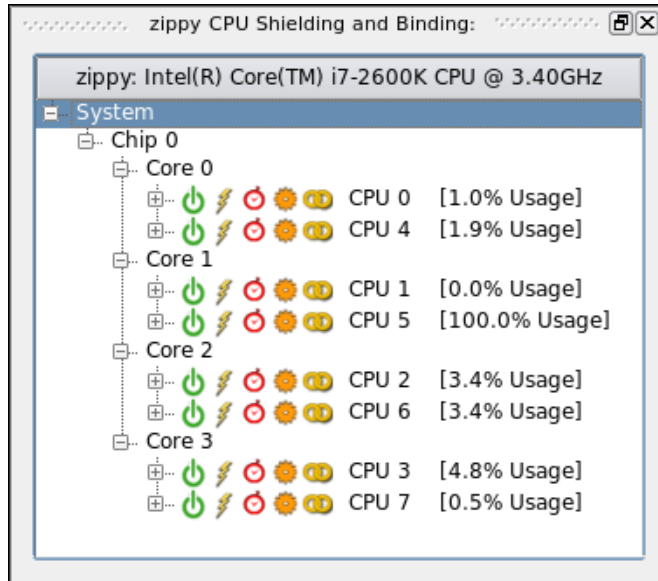 zippy CPU Shielding and Binding:
zippy: Intel(R) Core(TM) i7-2600K CPU @ 3.40GHz
System
Chip 0
Core 0
CPU 0 [1.0% Usage]
CPU 4 [1.9% Usage]
Core 1
CPU 1 [0.0% Usage]
CPU 5 [100.0% Usage]
Core 2
CPU 2 [3.4% Usage]
CPU 6 [3.4% Usage]
Core 3
CPU 3 [4.8% Usage]
CPU 7 [0.5% Usage]